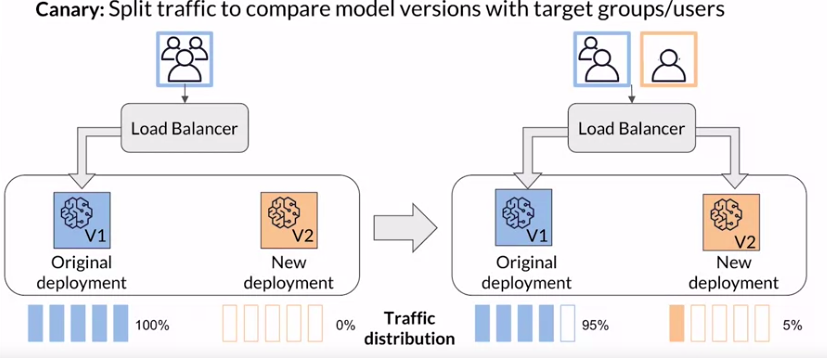 Canary: Split traffic to compare model versions with target groups/users
Load Balancer
V1
V2
Original
deployment
New
deployment
100%
0%
Traffic
distribution
Load Balancer
V1
V2
Original
deployment
New
deployment
95%
5%